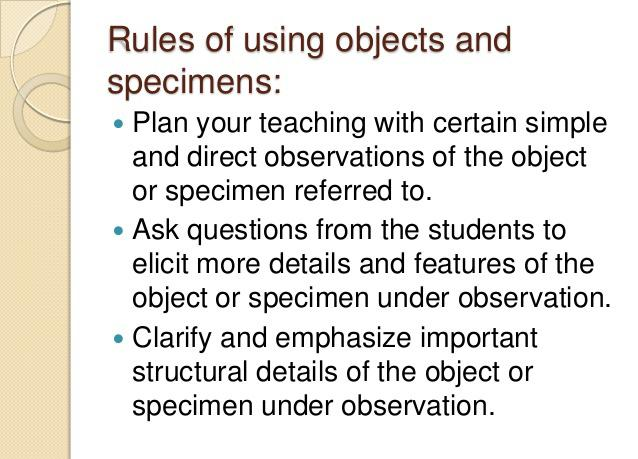 Rules of using objects and
specimens:
• Plan your teaching with certain simple
and direct observations of the object
or specimen referred to.
• Ask questions from the students to
elicit more details and features of the
object or specimen under observation.
• Clarify and emphasize important
structural details of the object or
specimen under observation.